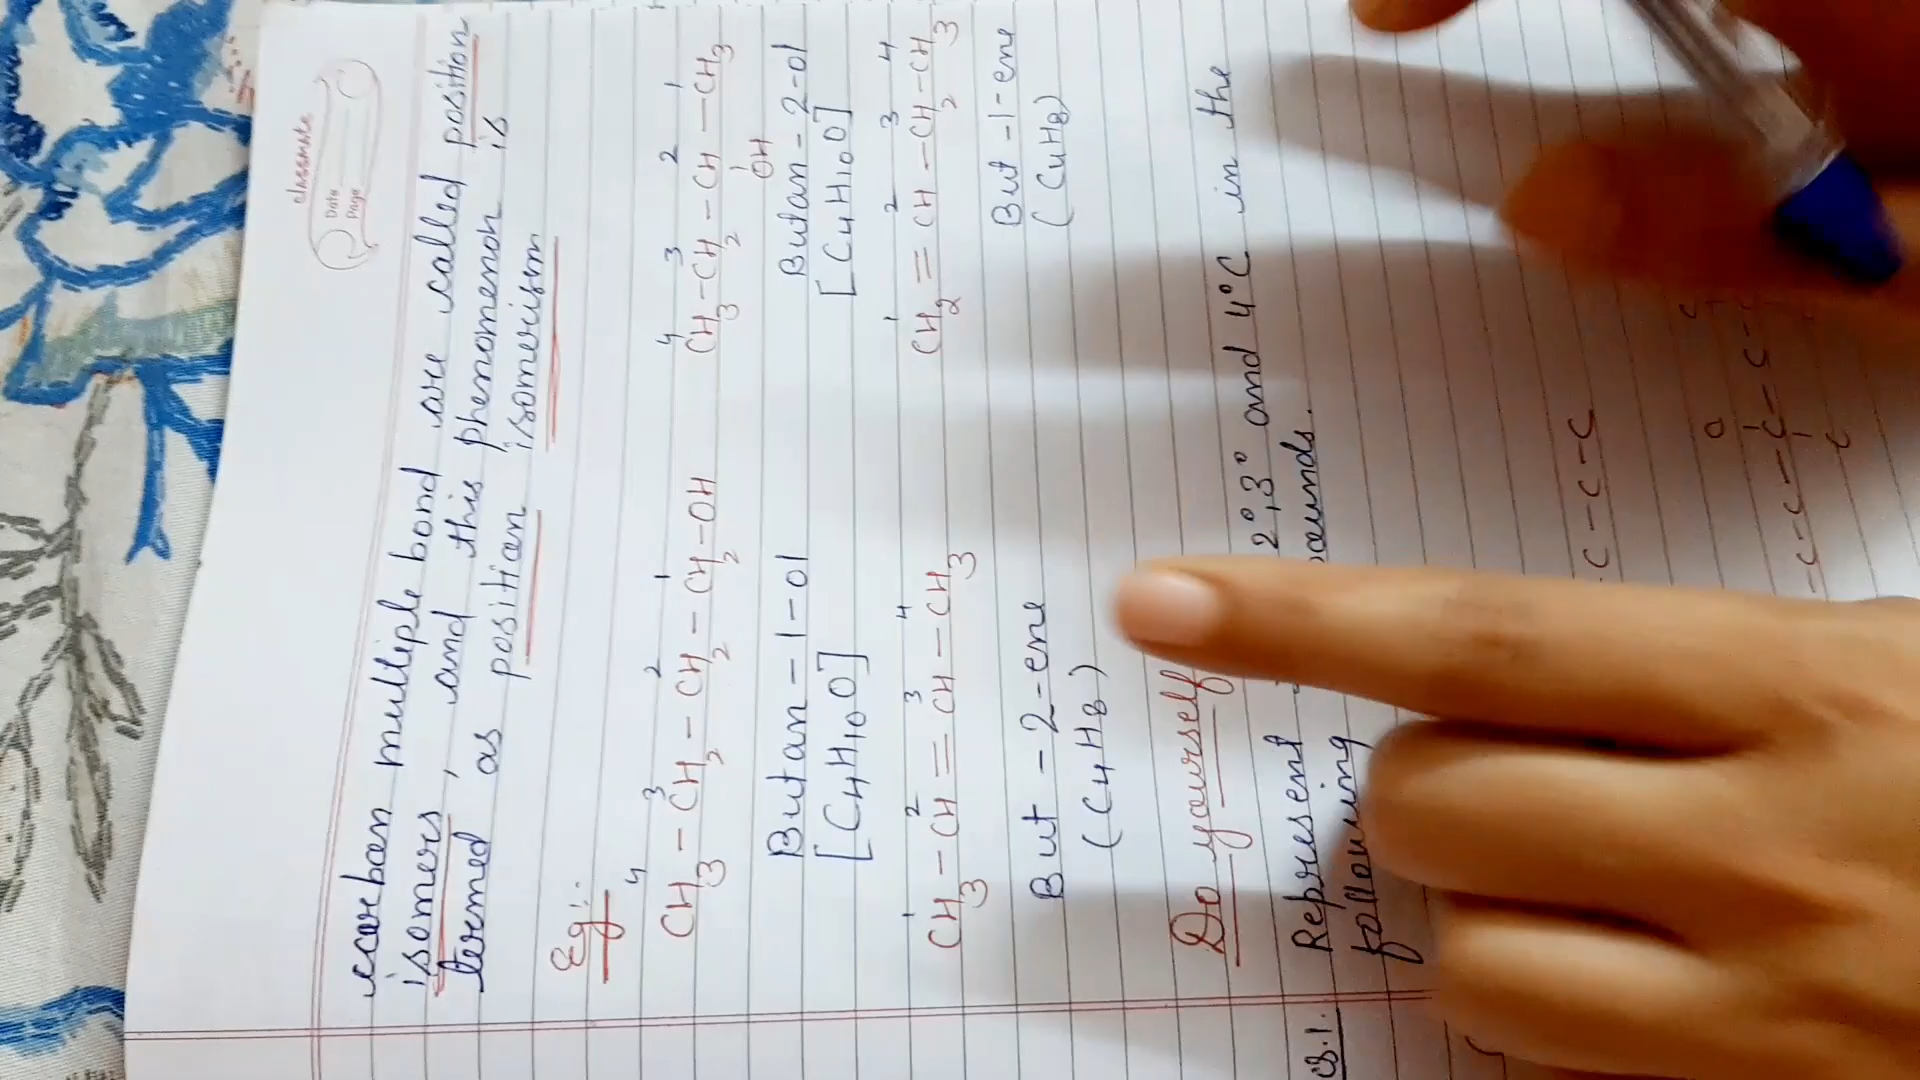 classmate
Date
Page
carbon multiple bond are called position
isomers, and this phenomenon is
termed as position isomerism
Eg:
4 3 2 1
CH3 - CH2 - CH2 - CH2 - OH
4 3 2 1
CH3 - CH2 - CH - CH3
OH
Butan - 1 - ol
Butan - 2 - ol
[C4H10O]
[C4H10O]
1 2 3 4
CH3 - CH = CH - CH3
1 2 3 4
CH2 = CH - CH2 - CH3
But - 2 - ene
But - 1 - ene
(C4H8)
(C4H8)
Do yourself
Q.1. Represent 2°, 3° and 4°C in the
following
C - C - C